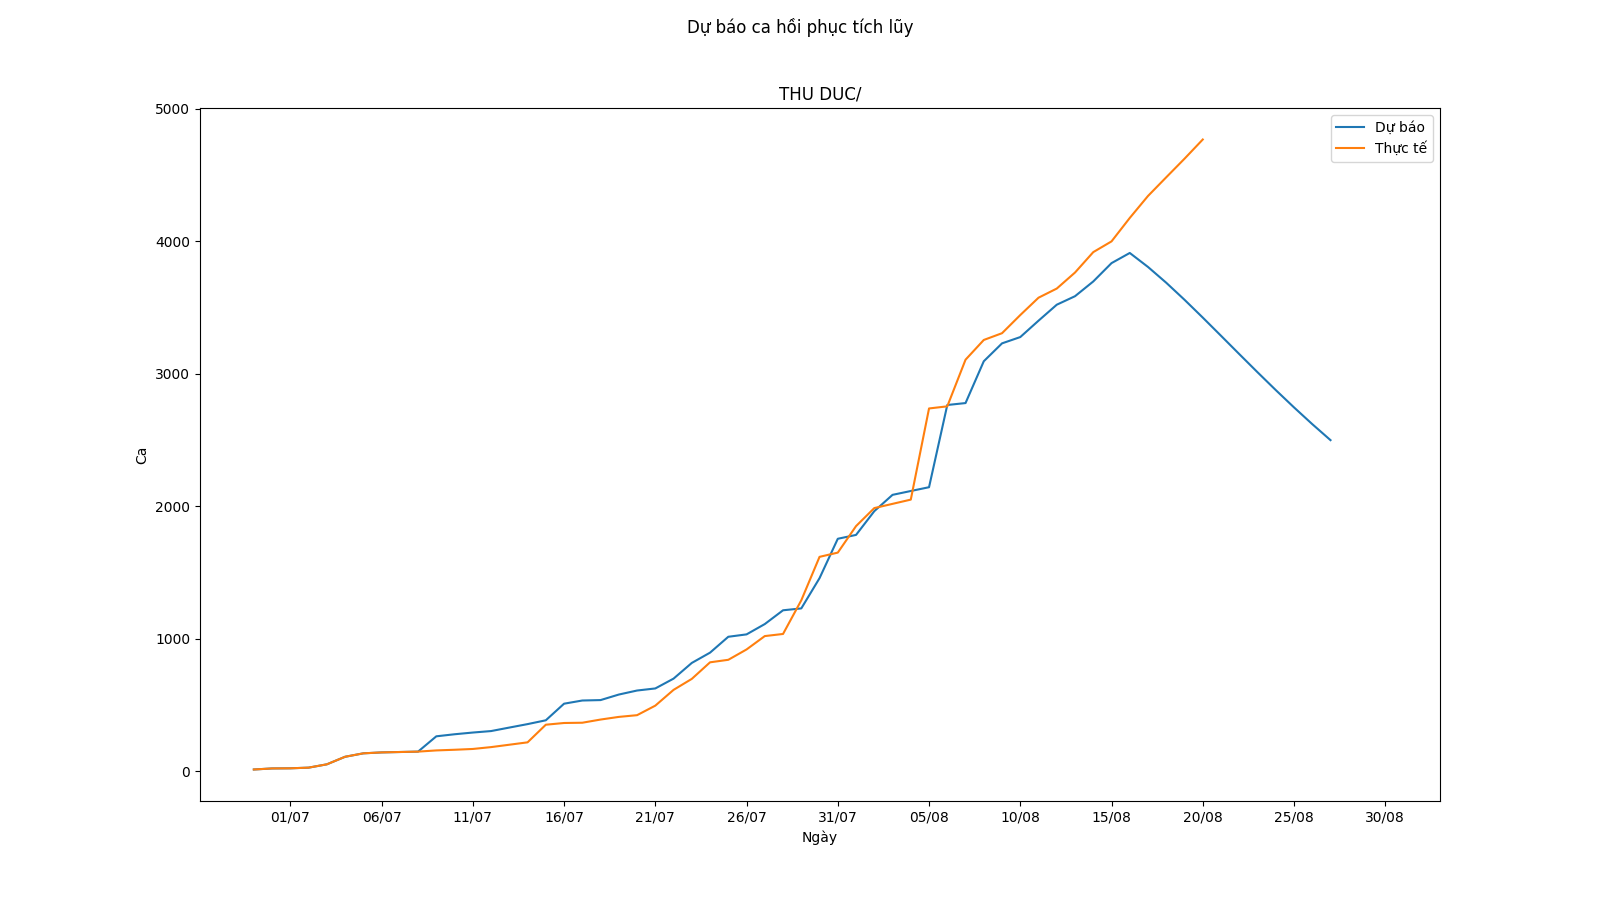 Dự báo ca hồi phục tích lũy
THU DUC/
5000
4000
3000
2000
1000
0
Ca
Dự báo
Thực tế
01/07 06/07 11/07 16/07 21/07 26/07 31/07 05/08 10/08 15/08 20/08 25/08 30/08
Ngày